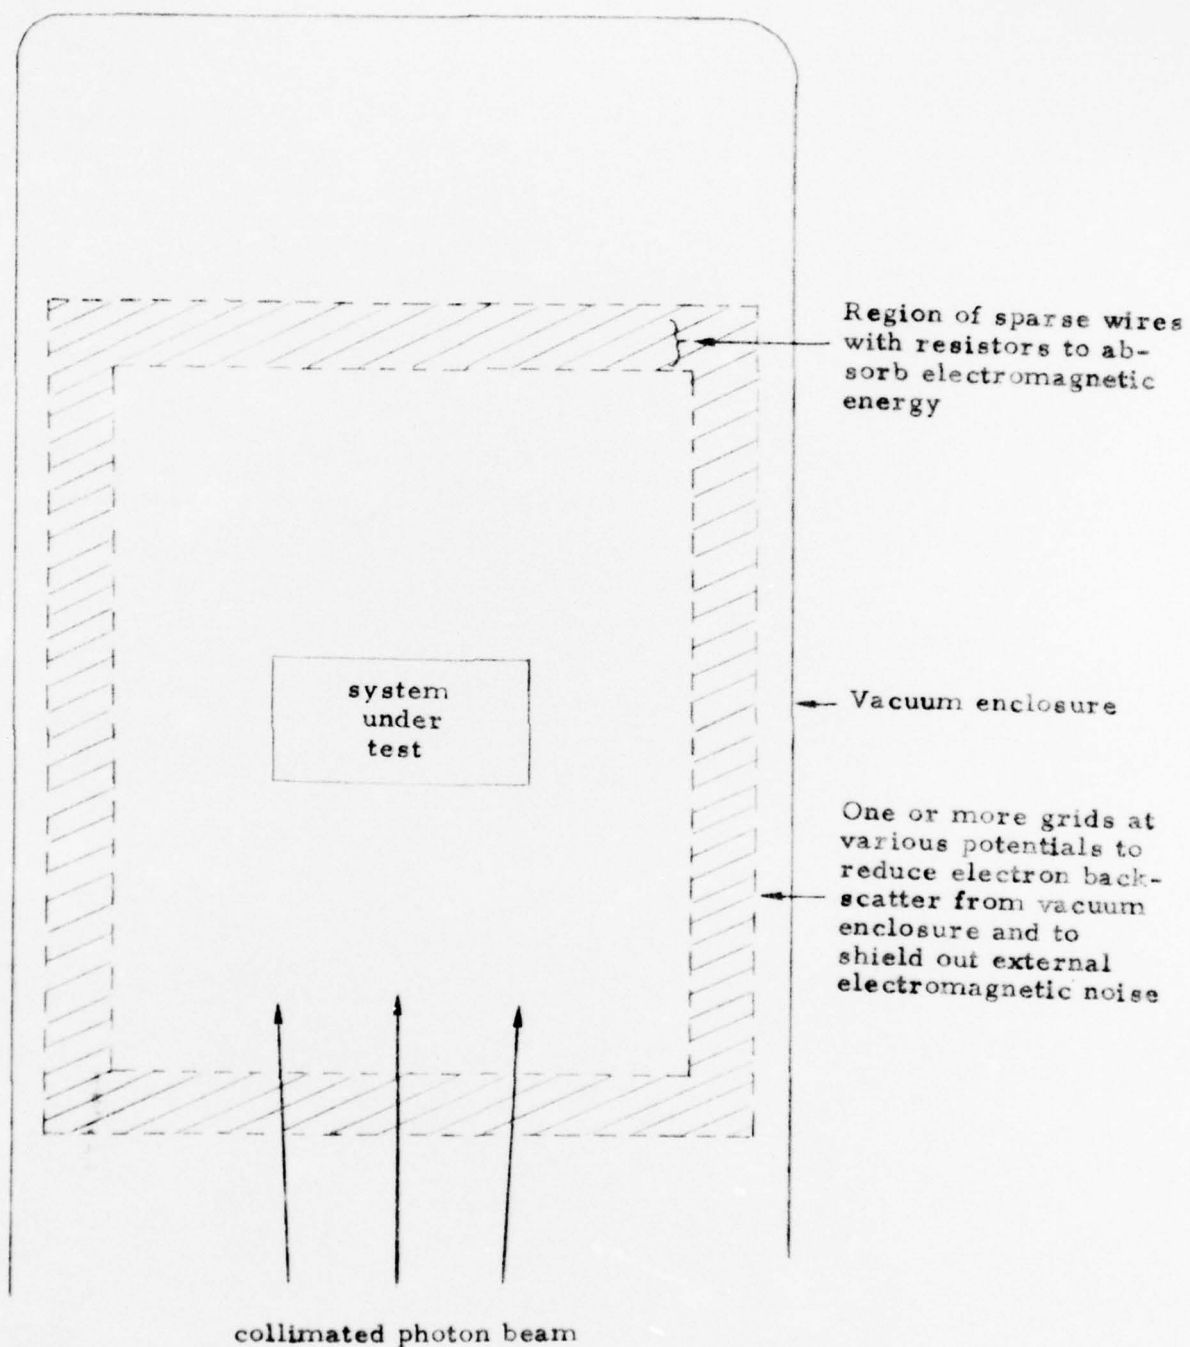 Region of sparse wires
with resistors to ab-
sorb electromagnetic
energy
system
under
test
Vacuum enclosure
One or more grids at
various potentials to
reduce electron back-
scatter from vacuum
enclosure and to
shield out external
electromagnetic noise
collimated photon beam